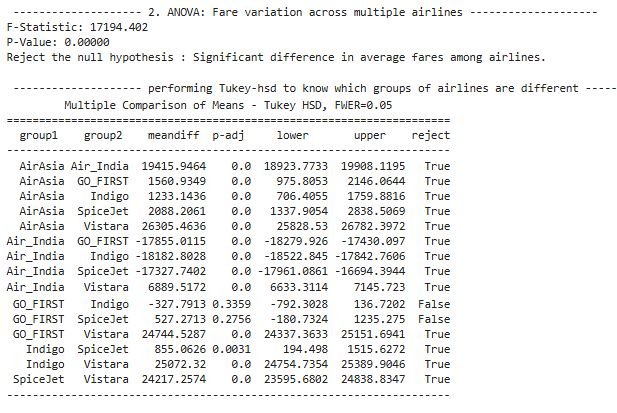 -------------------- 2. ANOVA: Fare variation across multiple airlines --------------------
F-Statistic: 17194.402
P-Value: 0.00000
Reject the null hypothesis : Significant difference in average fares among airlines.
-------------------- performing Tukey-hsd to know which groups of airlines are different -----
Multiple Comparison of Means - Tukey HSD, FWER=0.05
==================================================================
group1 group2 meandiff p-adj lower upper reject
------------------------------------------------------------------
AirAsia Air_India 19415.9464 0.0 18923.7733 19908.1195 True
AirAsia GO_FIRST 1560.9349 0.0 975.8053 2146.0644 True
AirAsia Indigo 1233.1436 0.0 706.4055 1759.8816 True
AirAsia SpiceJet 2088.2061 0.0 1337.9054 2838.5069 True
AirAsia Vistara 26305.4636 0.0 25828.53 26782.3972 True
Air_India GO_FIRST -17855.0115 0.0 -18279.926 -17430.097 True
Air_India Indigo -18182.8028 0.0 -18522.845 -17842.7606 True
Air_India SpiceJet -17327.7402 0.0 -17961.0861 -16694.3944 True
Air_India Vistara 6889.5172 0.0 6633.3114 7145.723 True
GO_FIRST Indigo -327.7913 0.3359 -792.3028 136.7202 False
GO_FIRST SpiceJet 527.2713 0.2756 -180.7324 1235.275 False
GO_FIRST Vistara 24744.5287 0.0 24337.3633 25151.6941 True
Indigo SpiceJet 855.0626 0.0031 194.498 1515.6272 True
Indigo Vistara 25072.32 0.0 24754.7354 25389.9046 True
SpiceJet Vistara 24217.2574 0.0 23595.6802 24838.8347 True
------------------------------------------------------------------